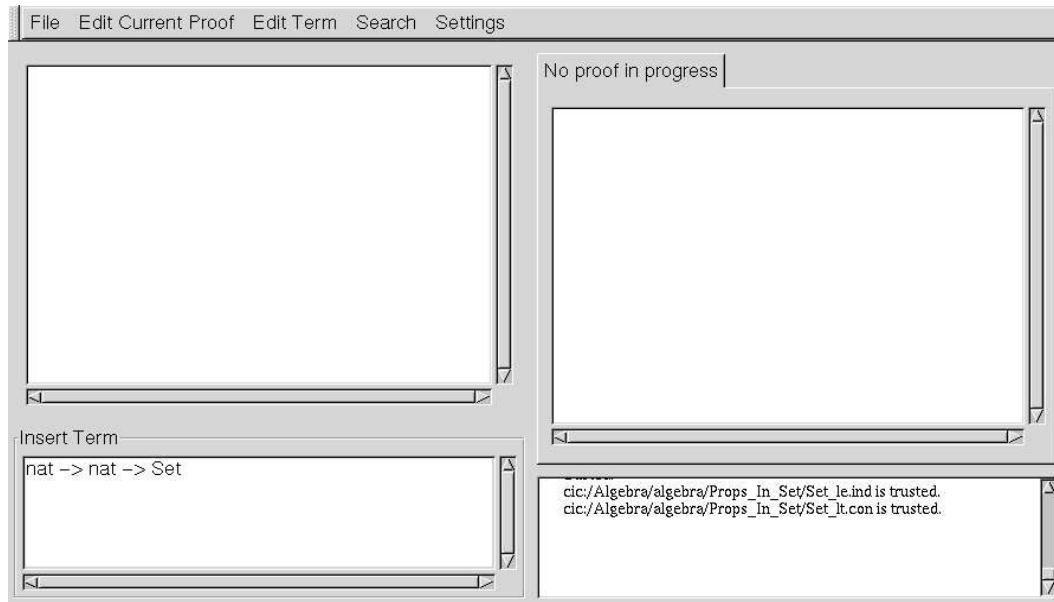 File Edit Current Proof Edit Term Search Settings
No proof in progress
Insert Term
nat −> nat −> Set
cic:/Algebra/algebra/Props_In_Set/Set_le.ind is trusted.
cic:/Algebra/algebra/Props_In_Set/Set_lt.con is trusted.